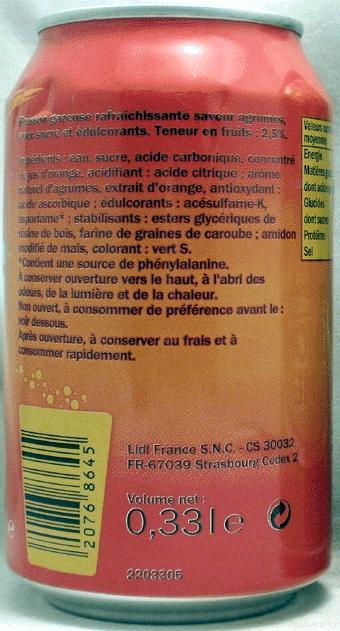 Boisson gazeuse rafraîchissante saveur agrumes,
avec sucre et édulcorants. Teneur en fruits : 2,5%.
Ingrédients : eau, sucre, acide carbonique, concentré
de jus d'orange, acidifiant : acide citrique ; arôme
naturel d'agrumes, extrait d'orange, antioxydant :
acide ascorbique ; édulcorants : acésulfame-K,
aspartame* ; stabilisants : esters glycériques de
résine de bois, farine de graines de caroube ; amidon
modifié de maïs, colorant : vert S.
*Contient une source de phénylalanine.
A conserver ouverture vers le haut, à l'abri des
odeurs, de la lumière et de la chaleur.
Non ouvert, à consommer de préférence avant le :
voir dessous.
Après ouverture, à conserver au frais et à
consommer rapidement.
Valeurs
moyennes
Energie
Matières
dont
Glucides
dont sucres
Protéines
Sel
2076 8645
Lidl France S.N.C. - CS 30032
FR-67039 Strasbourg Cedex 2
Volume net :
0,33 l e
2203305